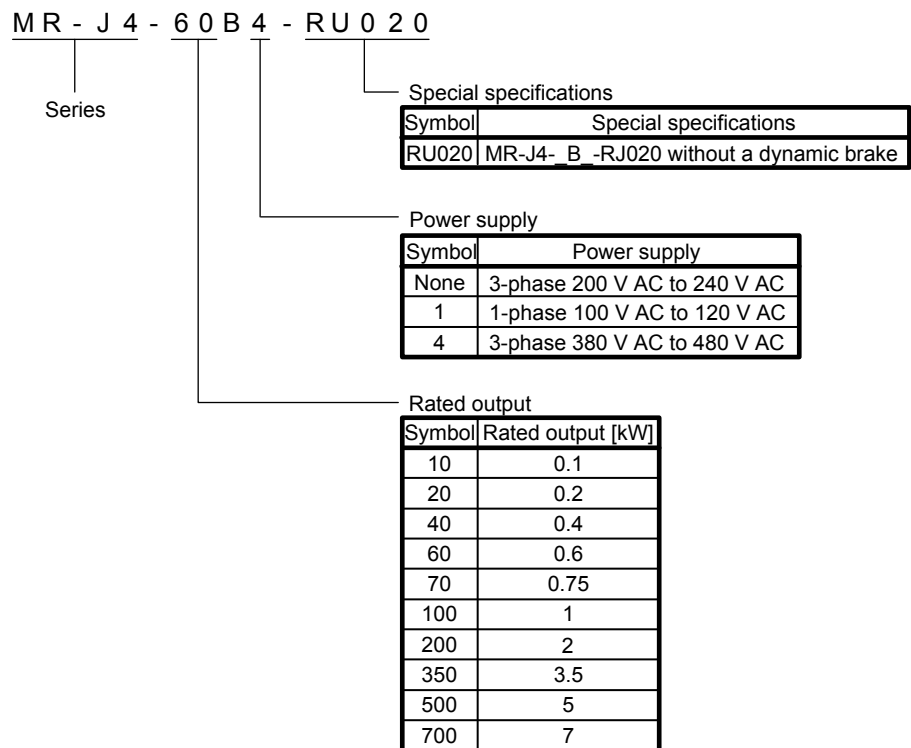 MR-J4-60B4-RU020
Series
Special specifications
Symbol Special specifications
RU020 MR-J4-_B_-RJ020 without a dynamic brake
Power supply
Symbol Power supply
None 3-phase 200 V AC to 240 V AC
1 1-phase 100 V AC to 120 V AC
4 3-phase 380 V AC to 480 V AC
Rated output
Symbol Rated output [kW]
10 0.1
20 0.2
40 0.4
60 0.6
70 0.75
100 1
200 2
350 3.5
500 5
700 7